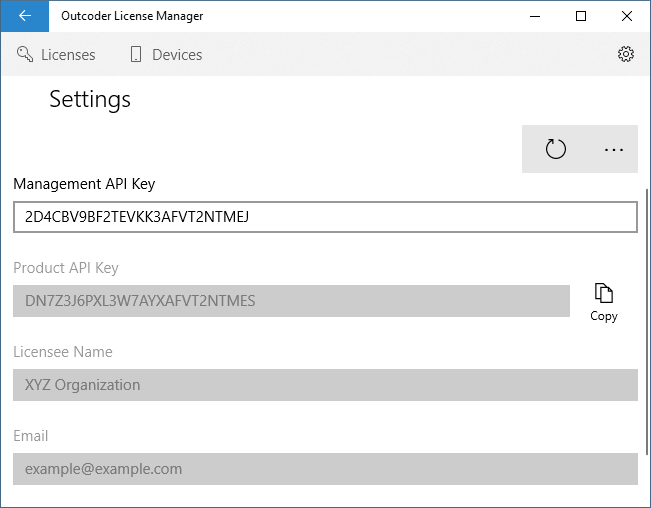 Outcoder License Manager
Licenses Devices
Settings
Management API Key
2D4CBV9BF2TEVKK3AFVT2NTMEJ
Product API Key
DN7Z3J6PXL3W7AYXAFVT2NTMES
Copy
Licensee Name
XYZ Organization
Email
example@example.com